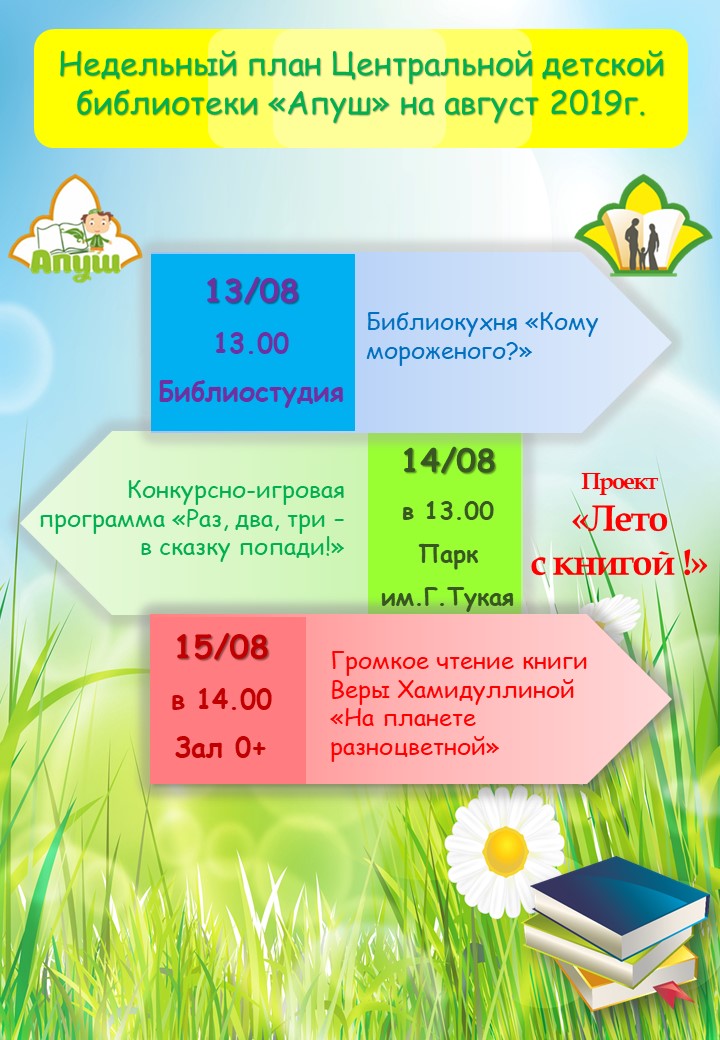 Недельный план Центральной детской
библиотеки «Апуш» на август 2019г.
Апуш
13/08
13.00
Библиостудия
Библиокухня «Кому
мороженого?»
Конкурсно-игровая
программа «Раз, два, три –
в сказку попади!»
14/08
в 13.00
Парк
им.Г.Тукая
Проект
«Лето
с книгой !»
15/08
в 14.00
Зал 0+
Громкое чтение книги
Веры Хамидуллиной
«На планете
разноцветной»